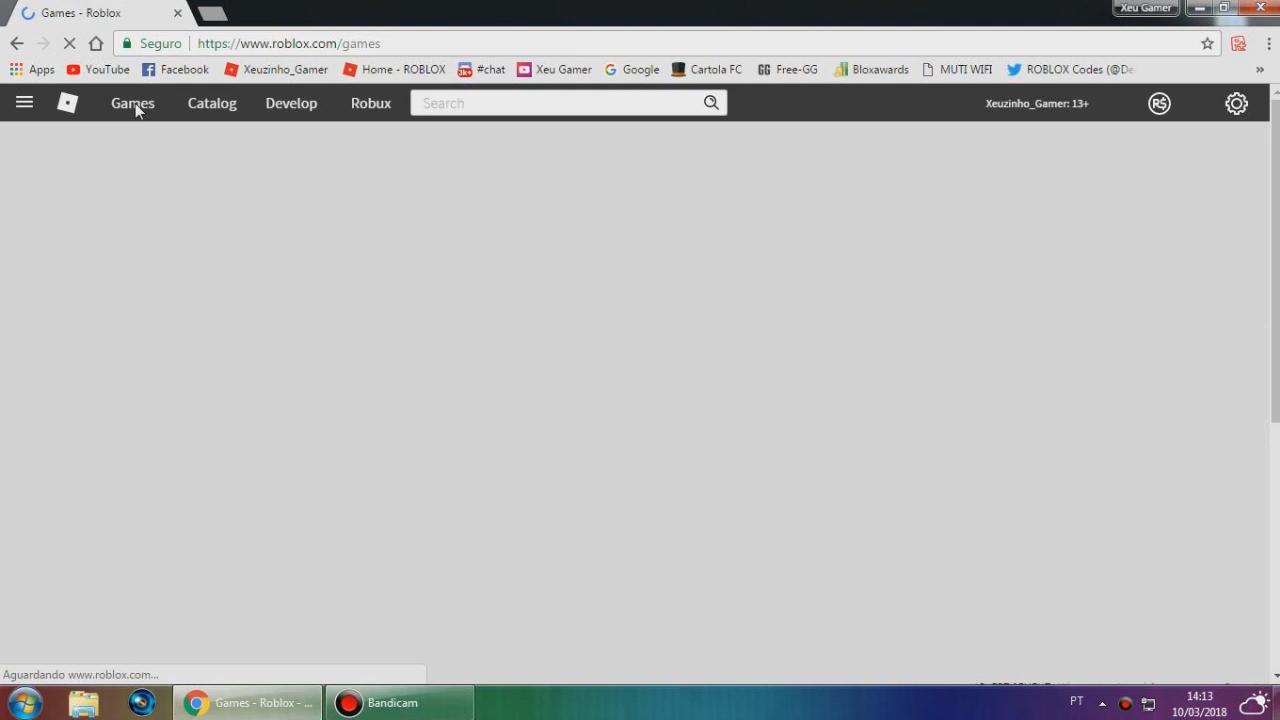 Games - Roblox
Xeu Gamer
Seguro https://www.roblox.com/games
Apps YouTube Facebook Xeuzinho_Gamer Home - ROBLOX #chat Xeu Gamer Google Cartola FC GG Free-GG Bloxawards MUTI WIFI ROBLOX Codes (@De
Games Catalog Develop Robux Search Xeuzinho_Gamer: 13+ R$
Aguardando www.roblox.com...
Games - Roblox - ... Bandicam PT 14:13
10/03/2018